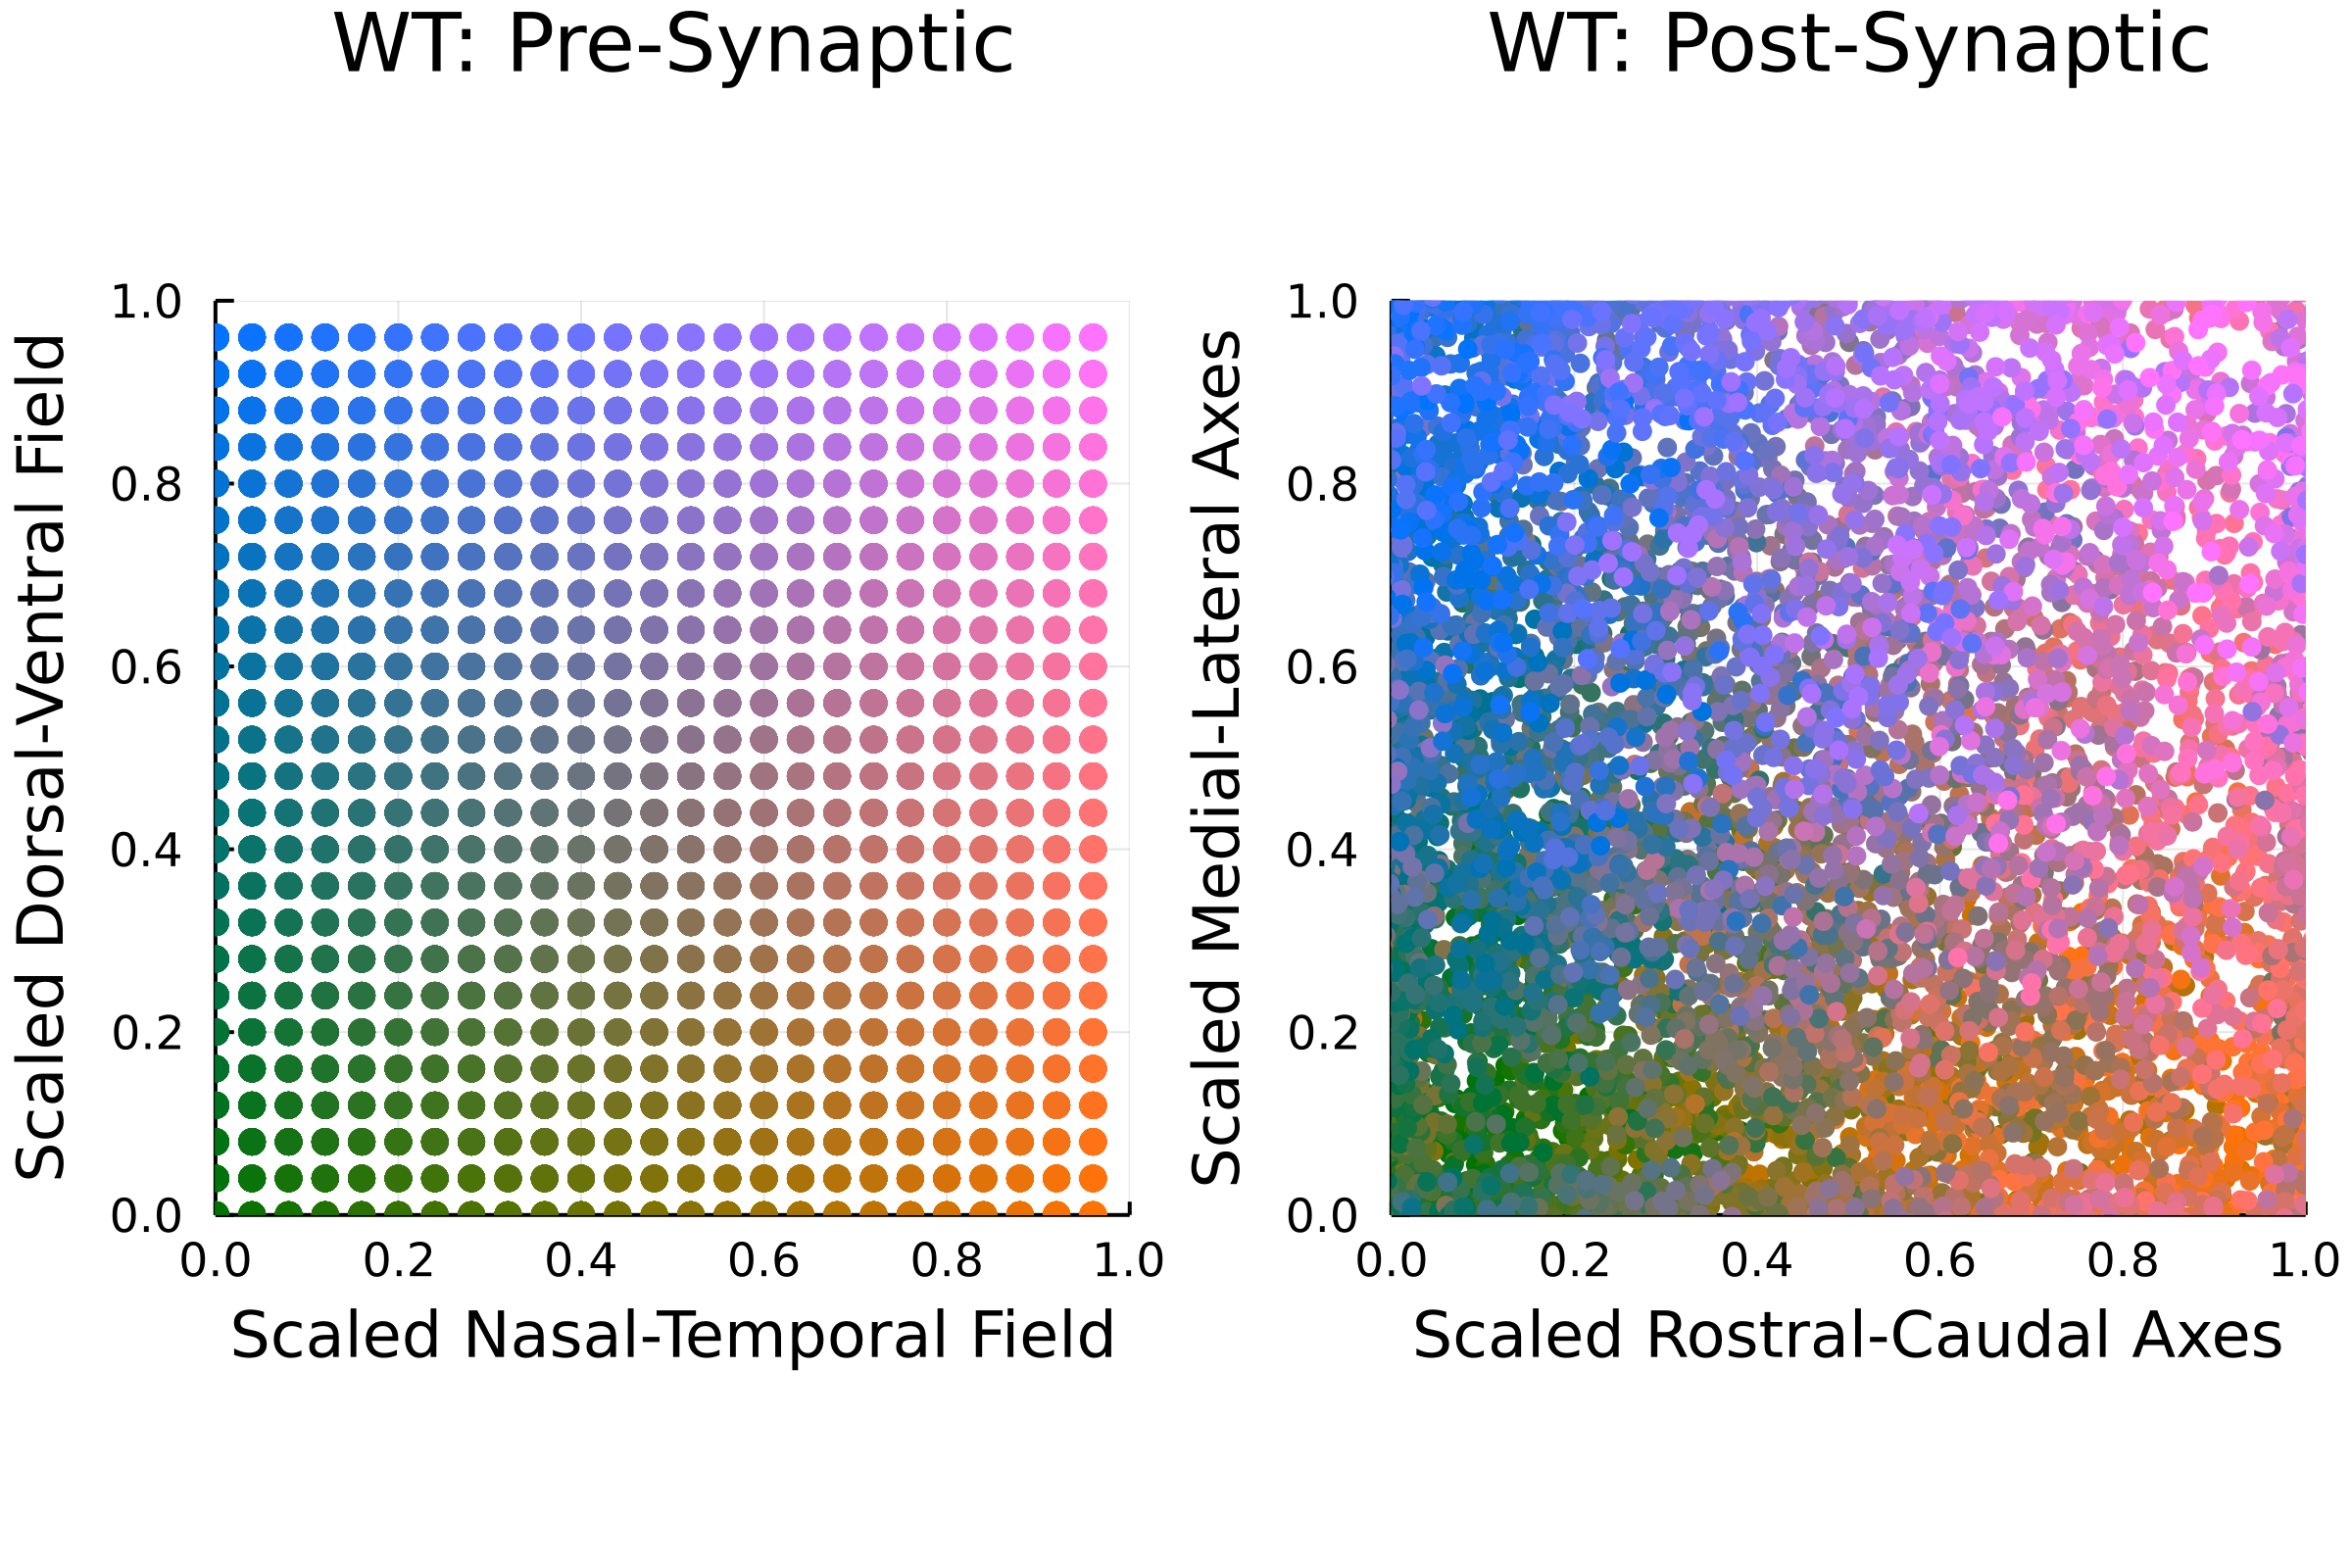 WT: Pre-Synaptic
Scaled Dorsal-Ventral Field
1.0
0.8
0.6
0.4
0.2
0.0
0.0 0.2 0.4 0.6 0.8 1.0
Scaled Nasal-Temporal Field
WT: Post-Synaptic
Scaled Medial-Lateral Axes
1.0
0.8
0.6
0.4
0.2
0.0
0.0 0.2 0.4 0.6 0.8 1.0
Scaled Rostral-Caudal Axes